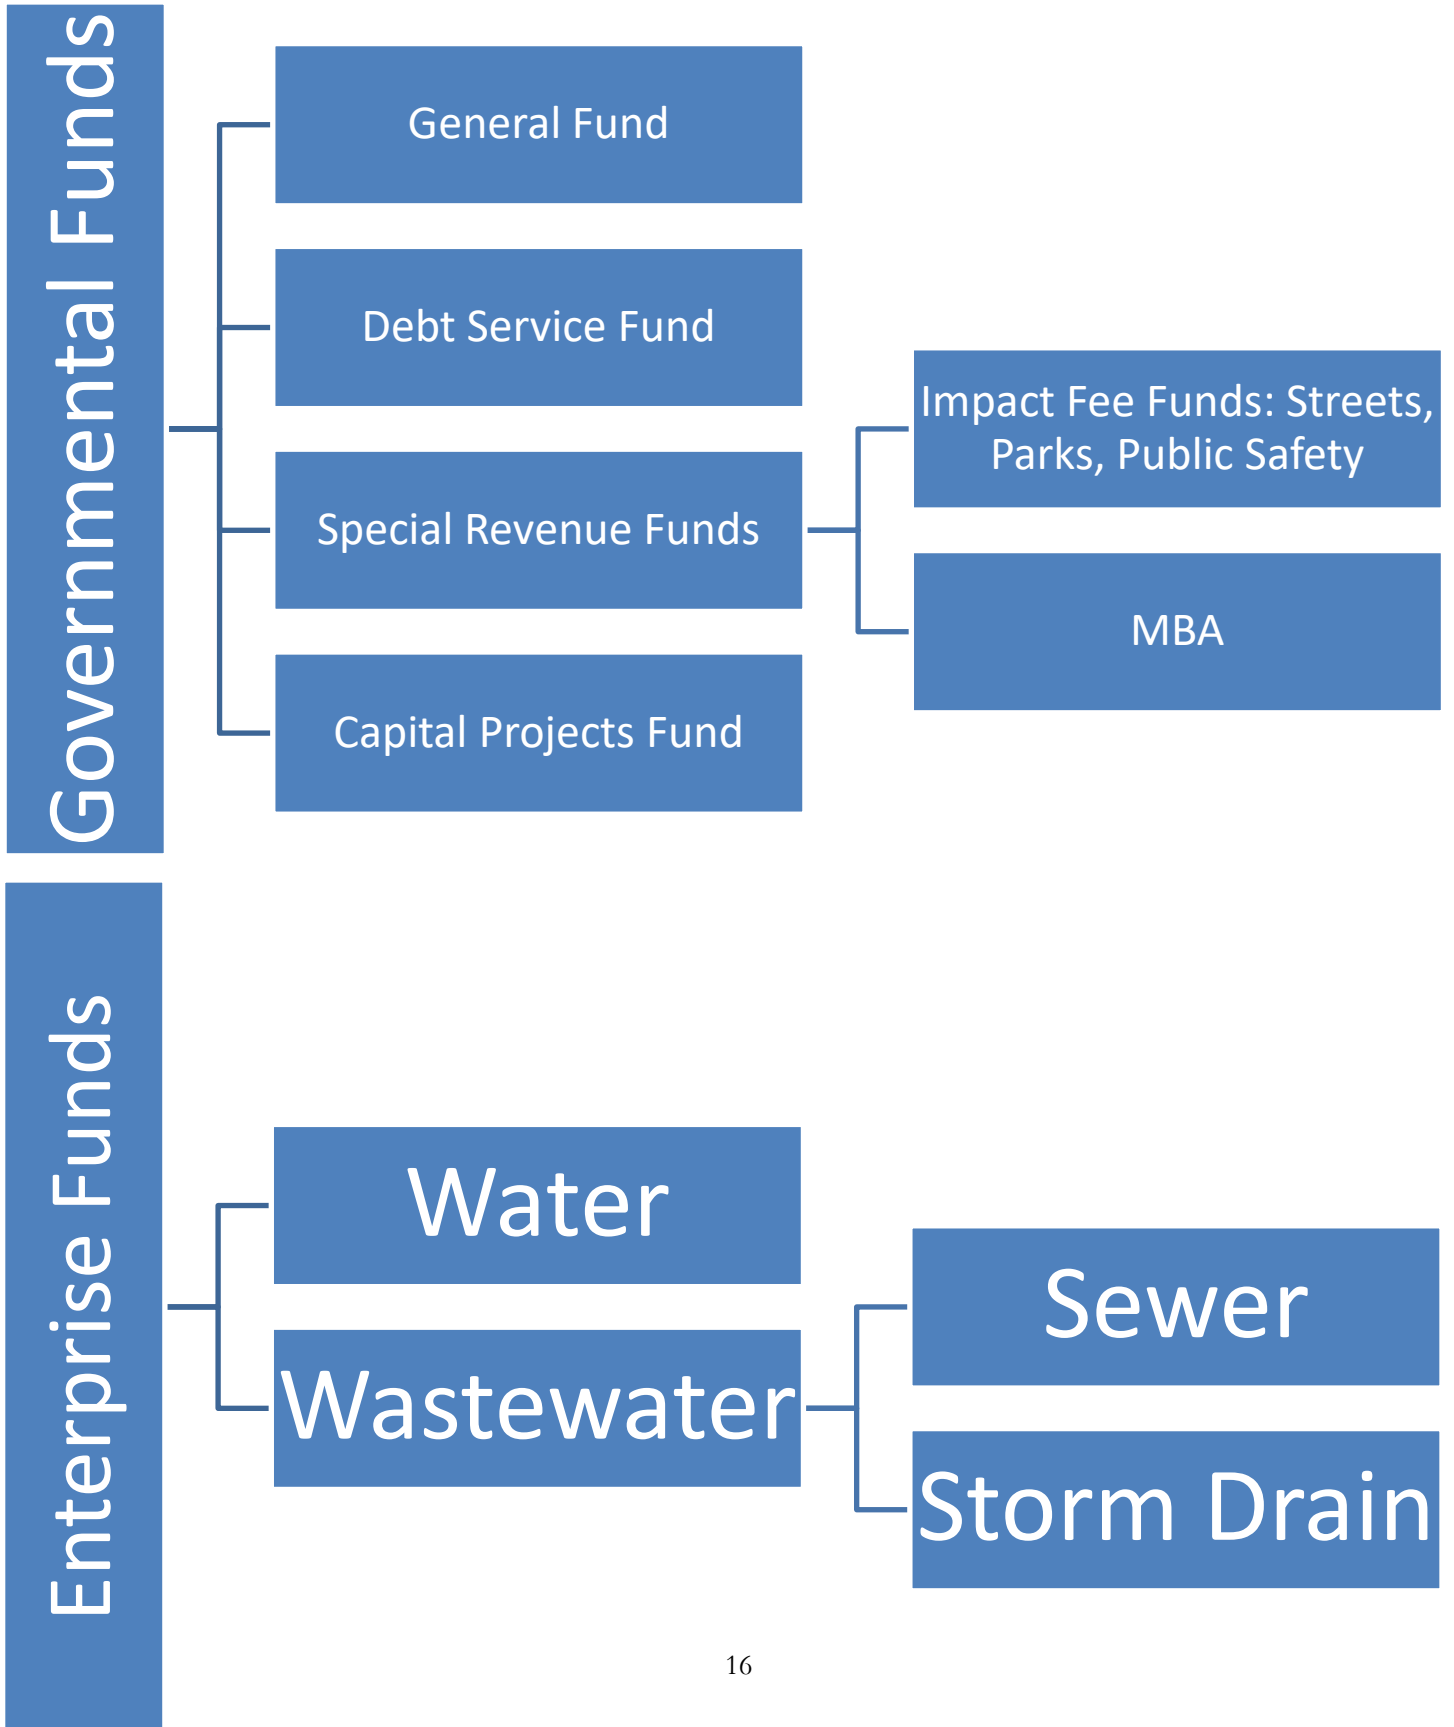 Governmental Funds
General Fund
Debt Service Fund
Special Revenue Funds
Capital Projects Fund
Impact Fee Funds: Streets,
Parks, Public Safety
MBA
Enterprise Funds
Water
Wastewater
Sewer
Storm Drain
16